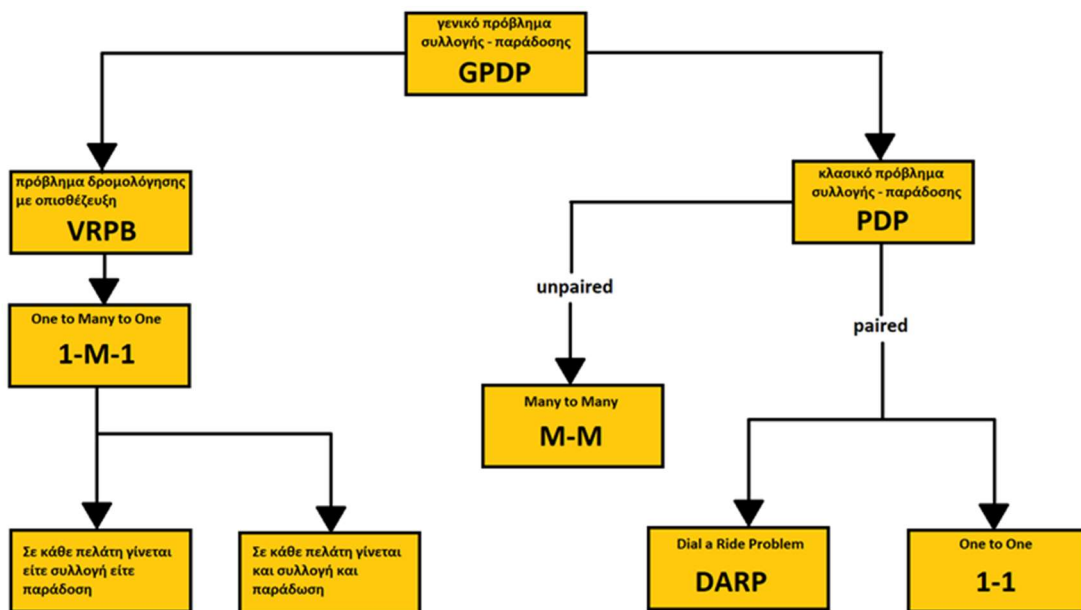 γενικό πρόβλημα
συλλογής - παράδοσης
GPDP
πρόβλημα δρομολόγησης
με οπισθέζευξη
VRPB
κλασικό πρόβλημα
συλλογής - παράδοσης
PDP
unpaired
paired
One to Many to One
1-M-1
Many to Many
M-M
Σε κάθε πελάτη γίνεται
είτε συλλογή είτε
παράδοση
Σε κάθε πελάτη γίνεται
και συλλογή και
παράδωση
Dial a Ride Problem
DARP
One to One
1-1